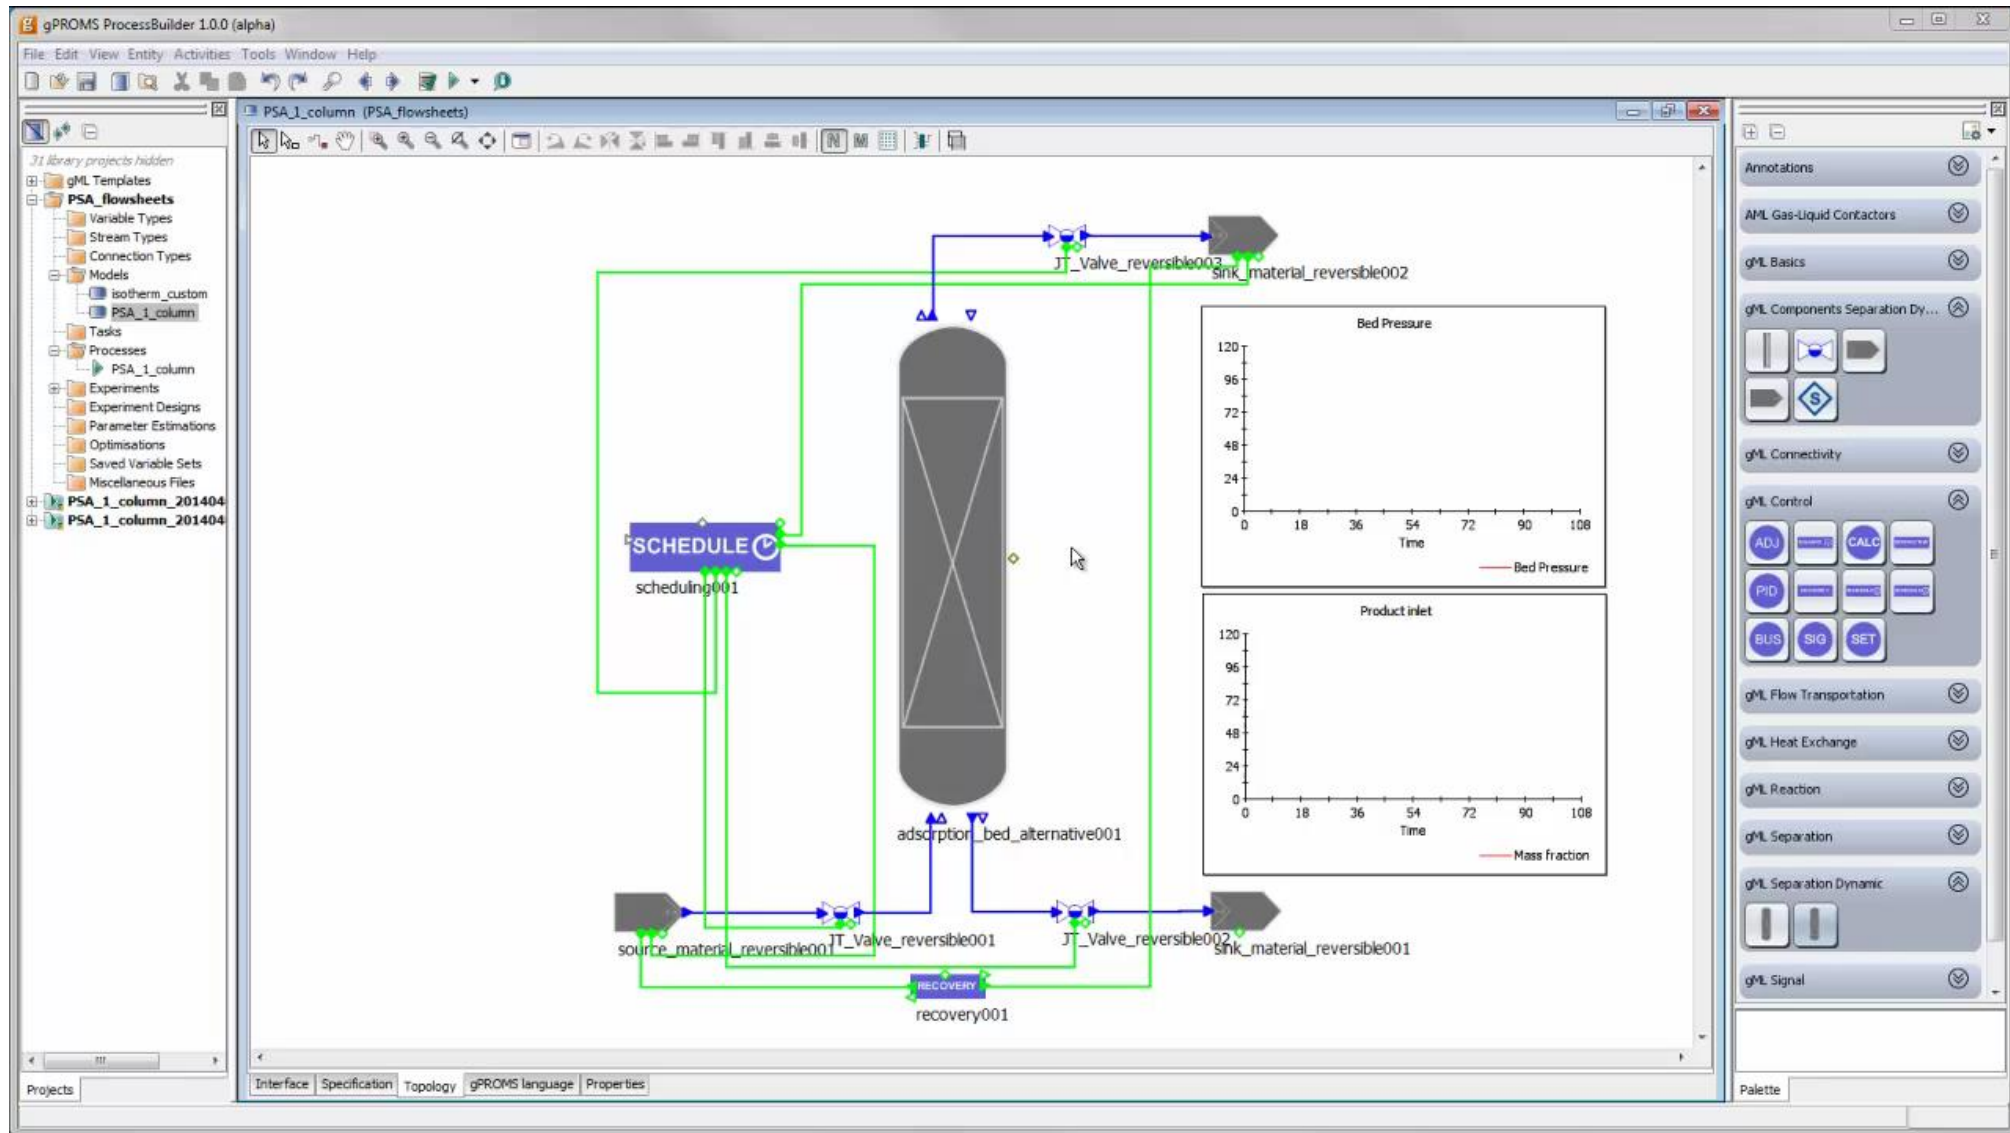 gPROMS ProcessBuilder 1.0.0 (alpha)
File Edit View Entity Activities Tools Window Help
31 library projects hidden
gML Templates
PSA_flowsheets
Variable Types
Stream Types
Connection Types
Models
isotherm_custom
PSA_1_column
Tasks
Processes
PSA_1_column
Experiments
Experiment Designs
Parameter Estimations
Optimisations
Saved Variable Sets
Miscellaneous Files
PSA_1_column_201404
PSA_1_column_201404
Projects
PSA_1_column (PSA_flowsheets)
JT_Valve_reversible003
sink_material_reversible002
SCHEDULE
scheduling001
adsorption_bed_alternative001
source_material_reversible001
JT_Valve_reversible001
JT_Valve_reversible002
sink_material_reversible001
RECOVERY
recovery001
Bed Pressure
120
96
72
48
24
0
0 18 36 54 72 90 108
Time
Bed Pressure
Product inlet
120
96
72
48
24
0
0 18 36 54 72 90 108
Time
Mass fraction
Interface Specification Topology gPROMS language Properties
Annotations
AML Gas-Liquid Contactors
gML Basics
gML Components Separation Dy...
S
gML Connectivity
gML Control
ADJ CALC
PID
BUS SIG SET
gML Flow Transportation
gML Heat Exchange
gML Reaction
gML Separation
gML Separation Dynamic
gML Signal
Palette